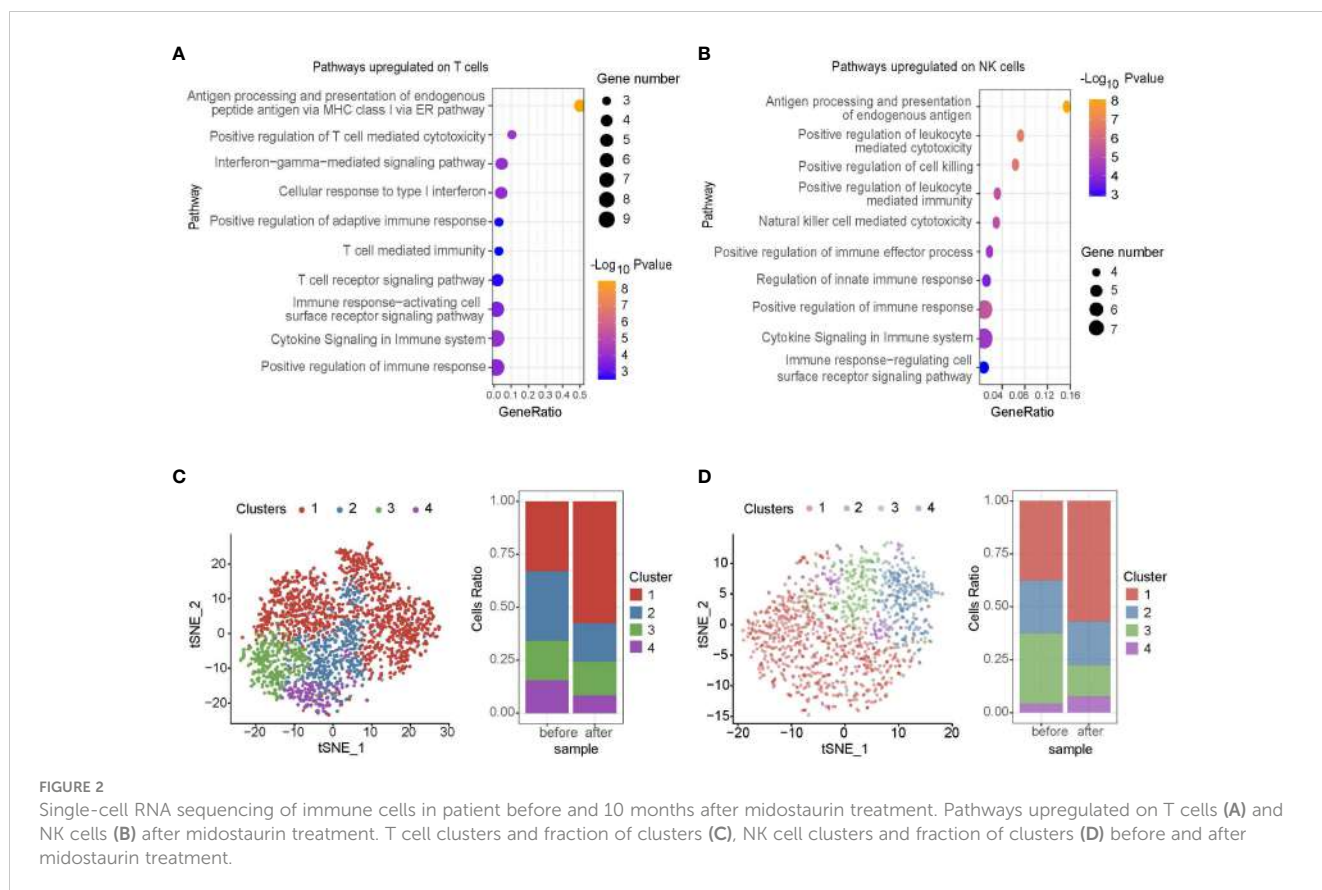 A
Pathways upregulated on T cells
Antigen processing and presentation of endogenous
peptide antigen via MHC class I via ER pathway
Positive regulation of T cell mediated cytotoxicity
Interferon-gamma-mediated signaling pathway
Cellular response to type I interferon
Positive regulation of adaptive immune response
T cell mediated immunity
T cell receptor signaling pathway
Immune response-activating cell
surface receptor signaling pathway
Cytokine Signaling in Immune system
Positive regulation of immune response
Pathway
0.0 0.1 0.2 0.3 0.4 0.5
GeneRatio
Gene number
3
4
5
6
7
8
9
-Log10 Pvalue
8
7
6
5
4
3
B
Pathways upregulated on NK cells
Antigen processing and presentation
of endogenous antigen
Positive regulation of leukocyte
mediated cytotoxicity
Positive regulation of cell killing
Positive regulation of leukocyte
mediated immunity
Natural killer cell mediated cytotoxicity
Positive regulation of immune effector process
Regulation of innate immune response
Positive regulation of immune response
Cytokine Signaling in Immune system
Immune response-regulating cell
surface receptor signaling pathway
Pathway
0.04 0.08 0.12 0.16
GeneRatio
-Log10 Pvalue
8
7
6
5
4
3
Gene number
4
5
6
7
C
Clusters 1 2 3 4
20
10
0
−10
−20
tSNE_2
−20 −10 0 10 20 30
tSNE_1
1.00
0.75
0.50
0.25
0.00
Cells Ratio
before after
sample
Cluster
1
2
3
4
D
Clusters 1 2 3 4
10
5
0
−5
−10
−15
tSNE_2
−20 −10 0 10 20
tSNE_1
1.00
0.75
0.50
0.25
0.00
Cells Ratio
before after
sample
Cluster
1
2
3
4
FIGURE 2
Single-cell RNA sequencing of immune cells in patient before and 10 months after midostaurin treatment. Pathways upregulated on T cells (A) and
NK cells (B) after midostaurin treatment. T cell clusters and fraction of clusters (C), NK cell clusters and fraction of clusters (D) before and after
midostaurin treatment.